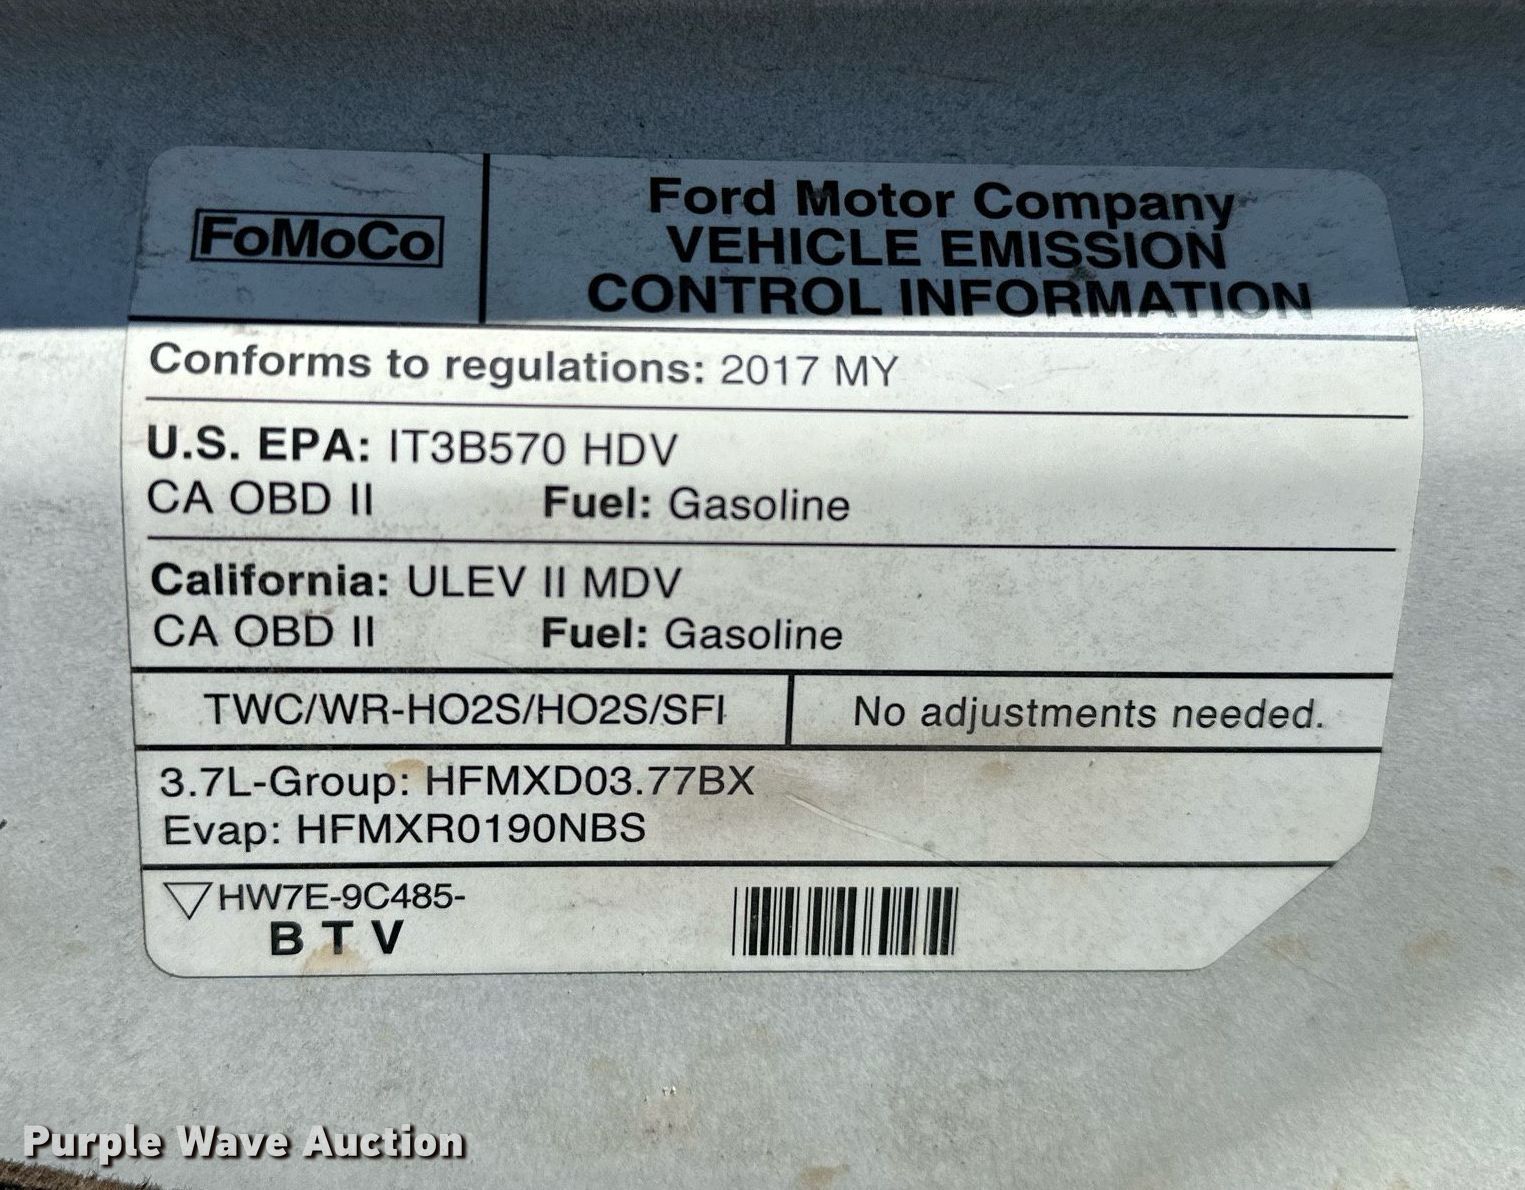 FoMoCo
Ford Motor Company
VEHICLE EMISSION
CONTROL INFORMATION
Conforms to regulations: 2017 MY
U.S. EPA: IT3B570 HDV
CA OBD II Fuel: Gasoline
California: ULEV II MDV
CA OBD II Fuel: Gasoline
TWC/WR-HO2S/HO2S/SFI
No adjustments needed.
3.7L-Group: HFMXD03.77BX
Evap: HFMXR0190NBS
HW7E-9C485-
B T V
Purple Wave Auction